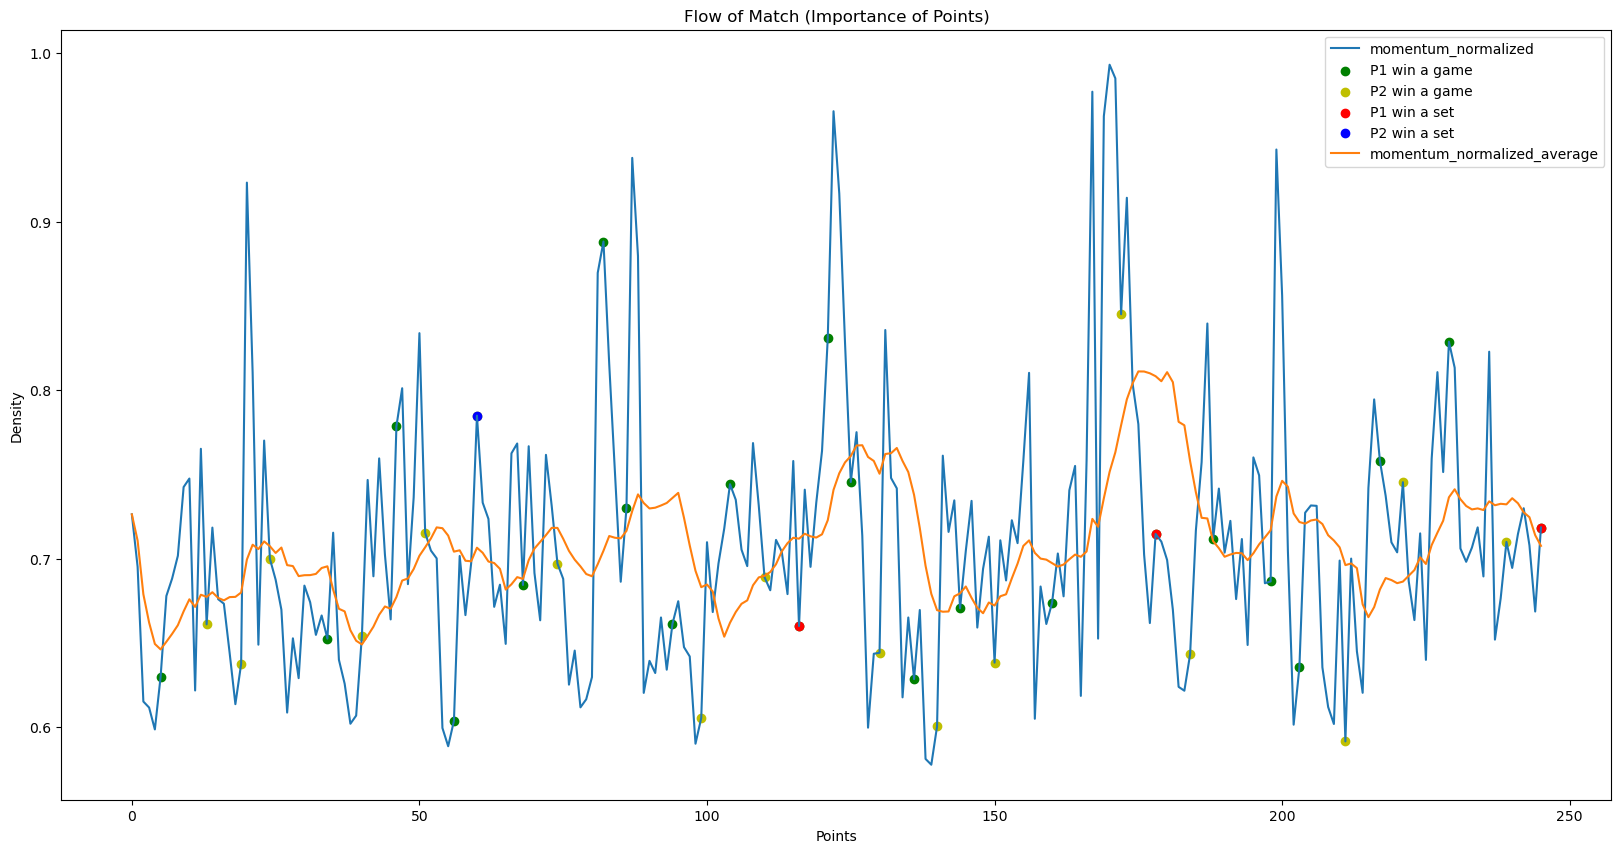 Flow of Match (Importance of Points)
1.0
0.9
0.8
0.7
0.6
Density
0
50
100
150
200
250
Points
momentum_normalized
P1 win a game
P2 win a game
P1 win a set
P2 win a set
momentum_normalized_average